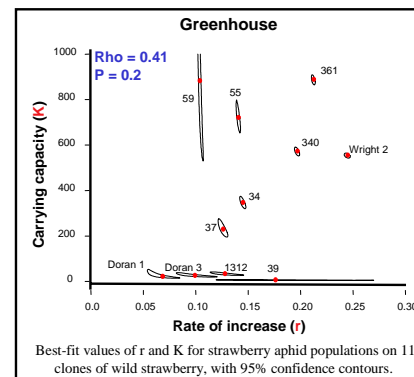 Greenhouse
Rho = 0.41
P = 0.2
Carrying capacity (K)
1000
800
600
400
200
0
59
55
361
340
Wright 2
34
37
Doran 1
Doran 3
1312
39
0.0
0.05
0.10
0.15
0.20
0.25
0.30
Rate of increase (r)
Best-fit values of r and K for strawberry aphid populations on 11
clones of wild strawberry, with 95% confidence contours.